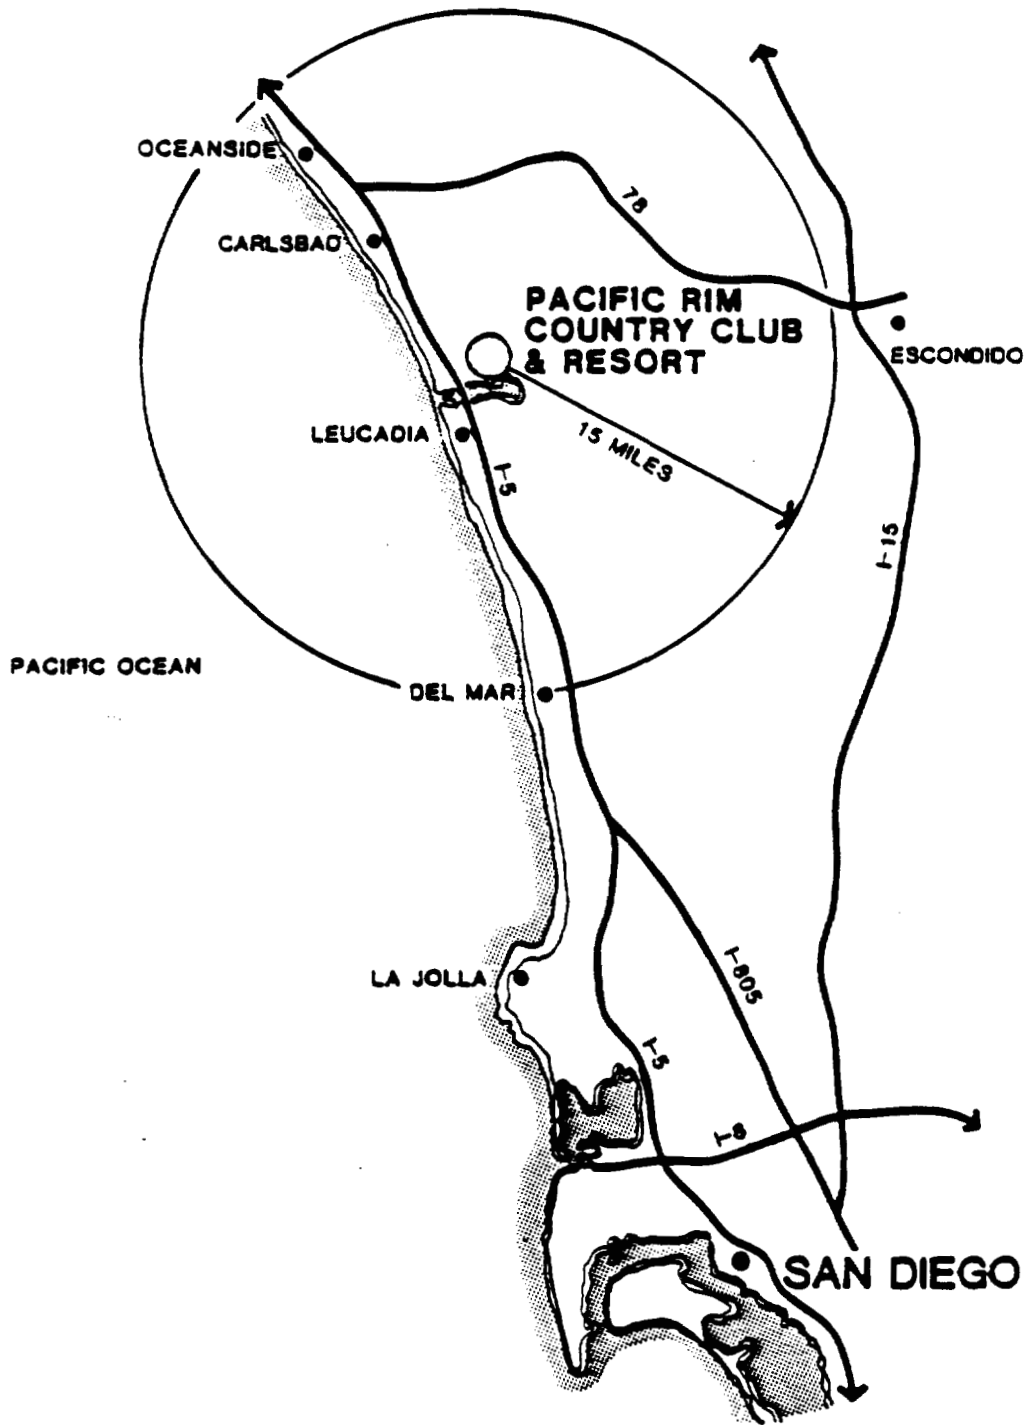 OCEANSIDE
CARLSBAD
78
PACIFIC RIM
COUNTRY CLUB
& RESORT
ESCONDIDO
LEUCADIA
15 MILES
I-5
I-15
PACIFIC OCEAN
DEL MAR
LA JOLLA
I-805
I-5
I-8
SAN DIEGO